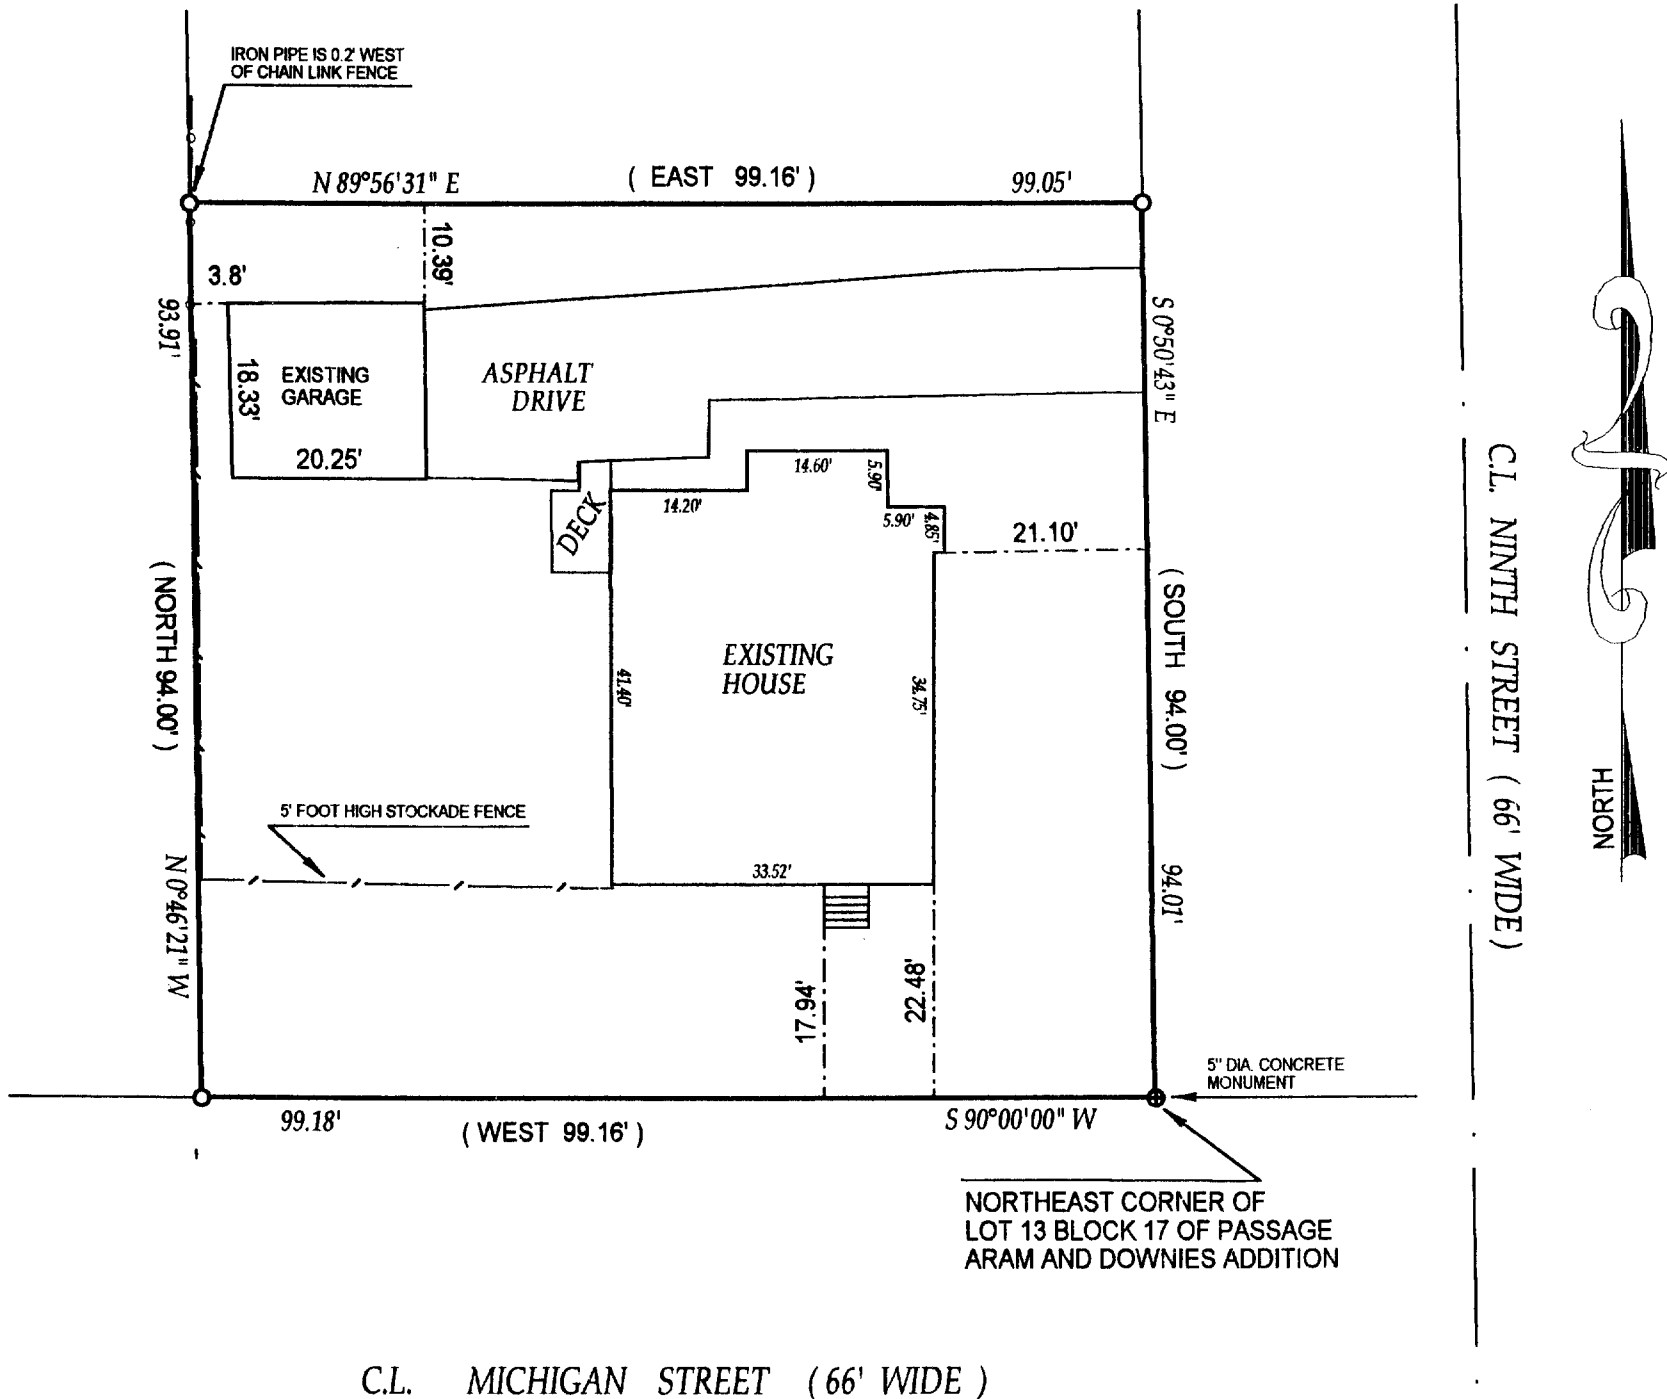 IRON PIPE IS 0.2' WEST
OF CHAIN LINK FENCE
N 89°56'31" E
( EAST 99.16' )
99.05'
10.39'
3.8'
93.91'
18.33'
EXISTING
GARAGE
20.25'
ASPHALT
DRIVE
S 0°50'43" E
14.60'
5.90'
14.20'
5.90'
4.85'
DECK
21.10'
C.L. NINTH STREET ( 66' WIDE )
NORTH
( NORTH 94.00' )
( SOUTH 94.00' )
EXISTING
HOUSE
41.40'
34.75'
5' FOOT HIGH STOCKADE FENCE
33.52'
N 0°46'21" W
94.01'
17.94'
22.48'
5" DIA. CONCRETE
MONUMENT
99.18'
( WEST 99.16' )
S 90°00'00" W
NORTHEAST CORNER OF
LOT 13 BLOCK 17 OF PASSAGE
ARAM AND DOWNIES ADDITION
C.L. MICHIGAN STREET ( 66' WIDE )